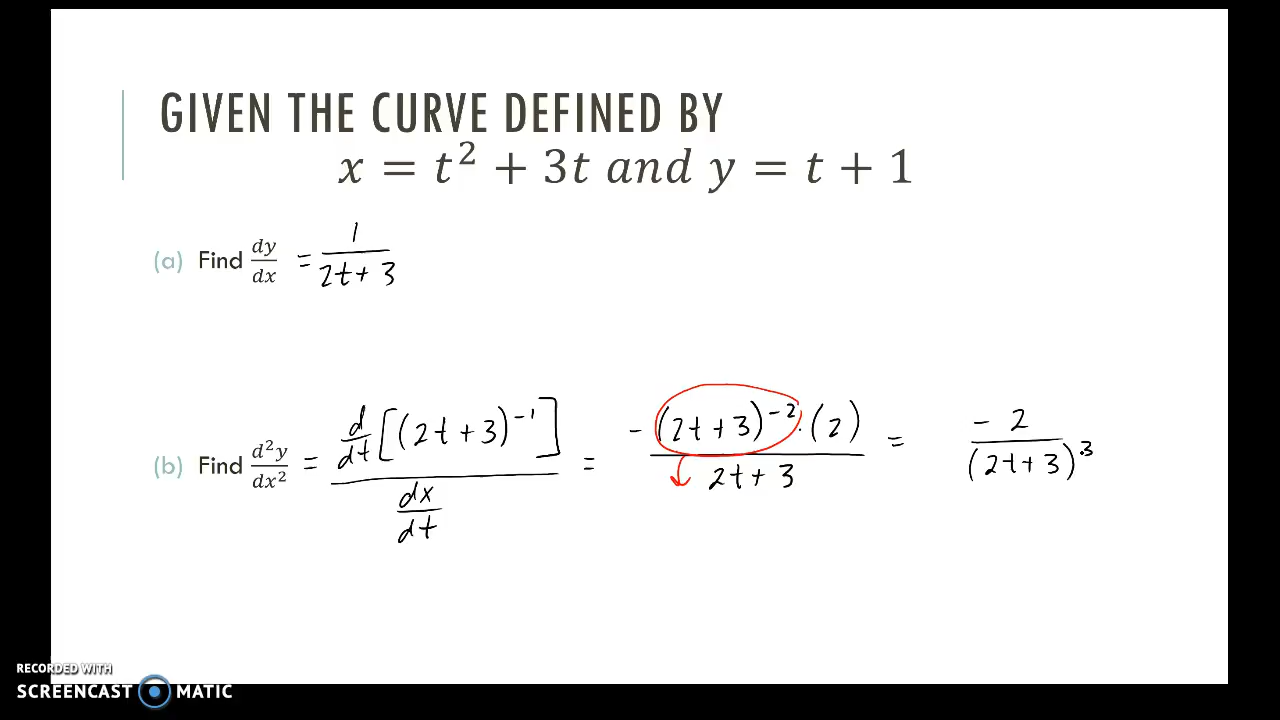 GIVEN THE CURVE DEFINED BY
x = t² + 3t and y = t + 1
(a) Find dy/dx = 1/(2t + 3)
(b) Find d²y/dx² = (d/dt [(2t + 3)⁻¹])/(dx/dt) = (-(2t + 3)⁻² · (2))/(2t + 3) = -2/(2t + 3)³
RECORDED WITH
SCREENCAST MATIC